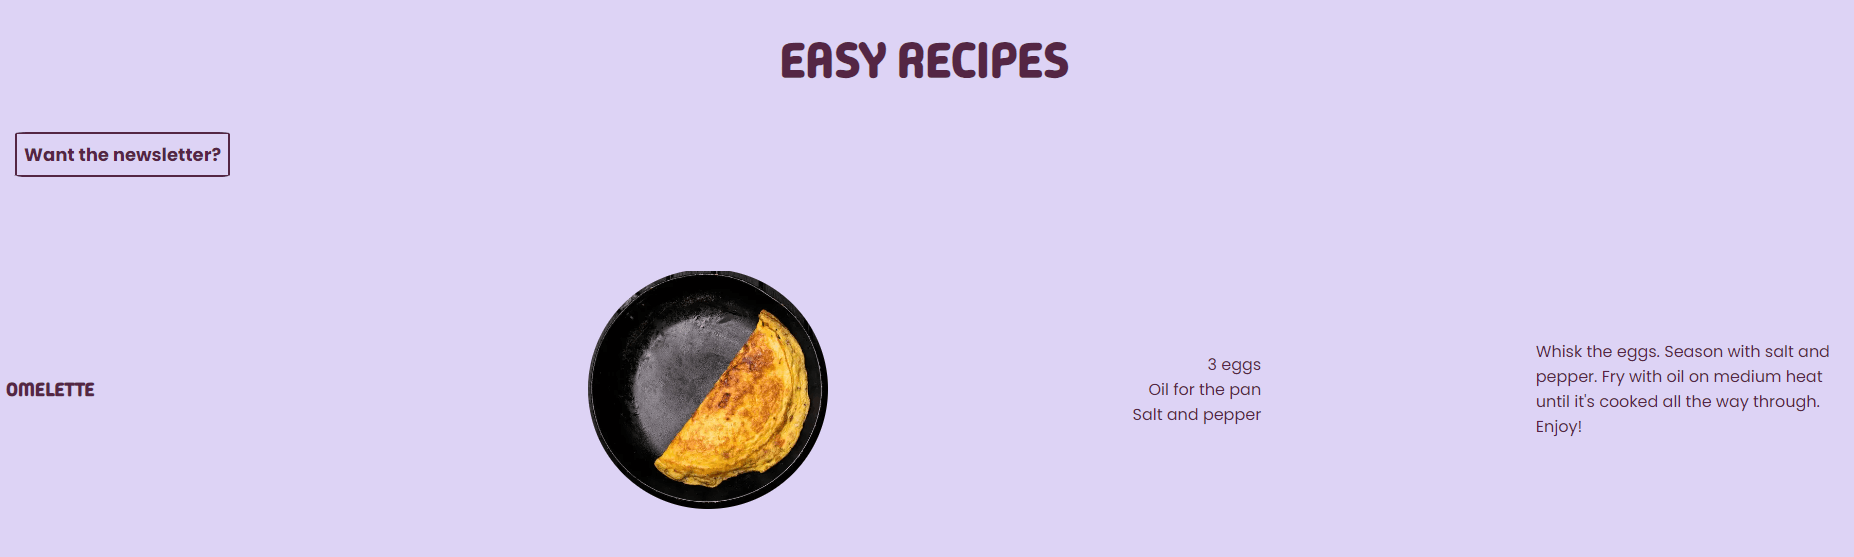 EASY RECIPES
Want the newsletter?
OMELETTE
3 eggs
Oil for the pan
Salt and pepper
Whisk the eggs. Season with salt and
pepper. Fry with oil on medium heat
until it's cooked all the way through.
Enjoy!